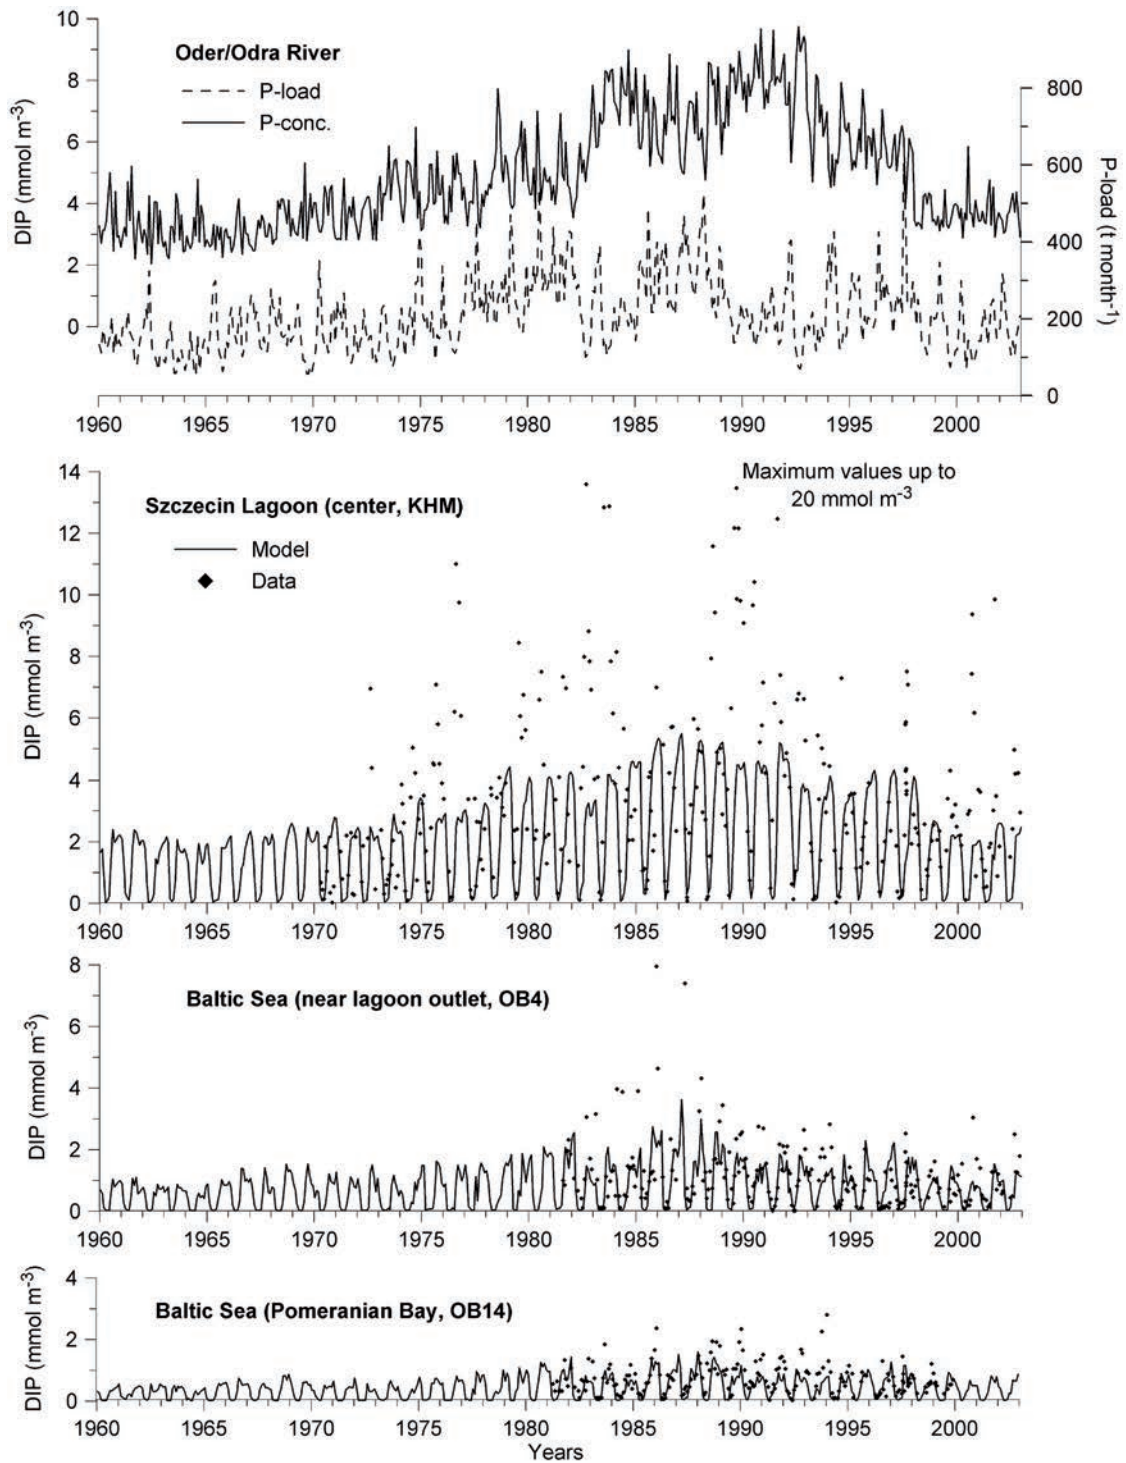 Oder/Odra River
P-load
P-conc.
DIP (mmol m-3)
10
8
6
4
2
0
P-load (t month-1)
800
600
400
200
0
1960 1965 1970 1975 1980 1985 1990 1995 2000
Szczecin Lagoon (center, KHM)
Model
Data
Maximum values up to
20 mmol m-3
DIP (mmol m-3)
14
12
10
8
6
4
2
0
1960 1965 1970 1975 1980 1985 1990 1995 2000
Baltic Sea (near lagoon outlet, OB4)
DIP (mmol m-3)
8
6
4
2
0
1960 1965 1970 1975 1980 1985 1990 1995 2000
Baltic Sea (Pomeranian Bay, OB14)
DIP (mmol m-3)
4
2
0
1960 1965 1970 1975 1980 1985 1990 1995 2000
Years